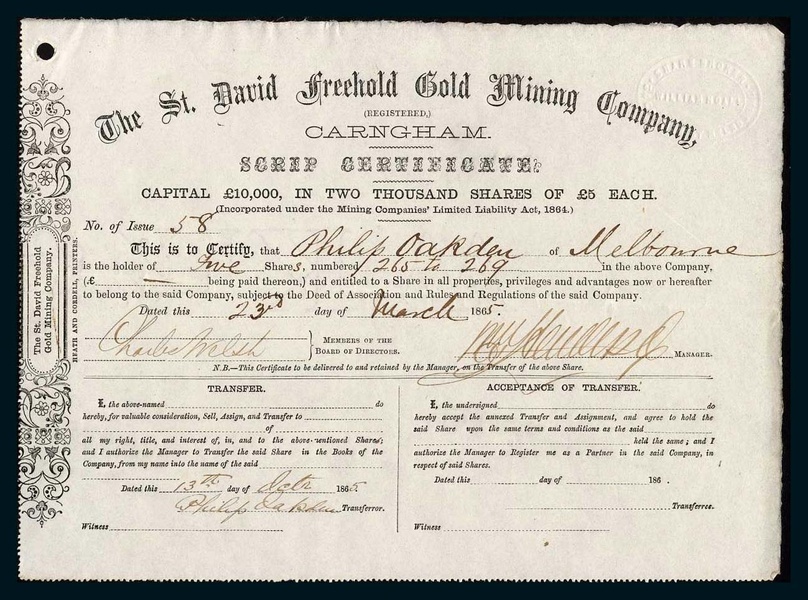 The St. David Freehold Gold Mining Company,
(REGISTERED,)
CARNGHAM.
SCRIP CERTIFICATE.
CAPITAL £10,000, IN TWO THOUSAND SHARES OF £5 EACH.
(Incorporated under the Mining Companies' Limited Liability Act, 1864.)
No. of Issue 58
This is to Certify, that Philip Oakden of Melbourne
is the holder of Five Shares, numbered 265 to 269 in the above Company,
(£ — being paid thereon,) and entitled to a Share in all properties, privileges and advantages now or hereafter
to belong to the said Company, subject to the Deed of Association and Rules and Regulations of the said Company.
Dated this 23rd day of March 1865.
Charles Walsh
MEMBERS OF THE
BOARD OF DIRECTORS.
MANAGER.
N.B.—This Certificate to be delivered to and retained by the Manager, on the Transfer of the above Share.
TRANSFER.
I, the above-named do
hereby, for valuable consideration, Sell, Assign, and Transfer to
of
all my right, title, and interest of, in, and to the above-mentioned Shares;
and I authorize the Manager to Transfer the said Share in the Books of the
Company, from my name into the name of the said
Dated this 13th day of Octr 1865.
Philip Oakden Transferror.
Witness
ACCEPTANCE OF TRANSFER.
I, the undersigned do
hereby accept the annexed Transfer and Assignment, and agree to hold the
said Share upon the same terms and conditions as the said
held the same; and I
authorize the Manager to Register me as a Partner in the said Company, in
respect of said Shares.
Dated this day of 186 .
Transferree.
Witness
The St. David Freehold
Gold Mining Company.
HEATH AND CORDELL, PRINTERS.